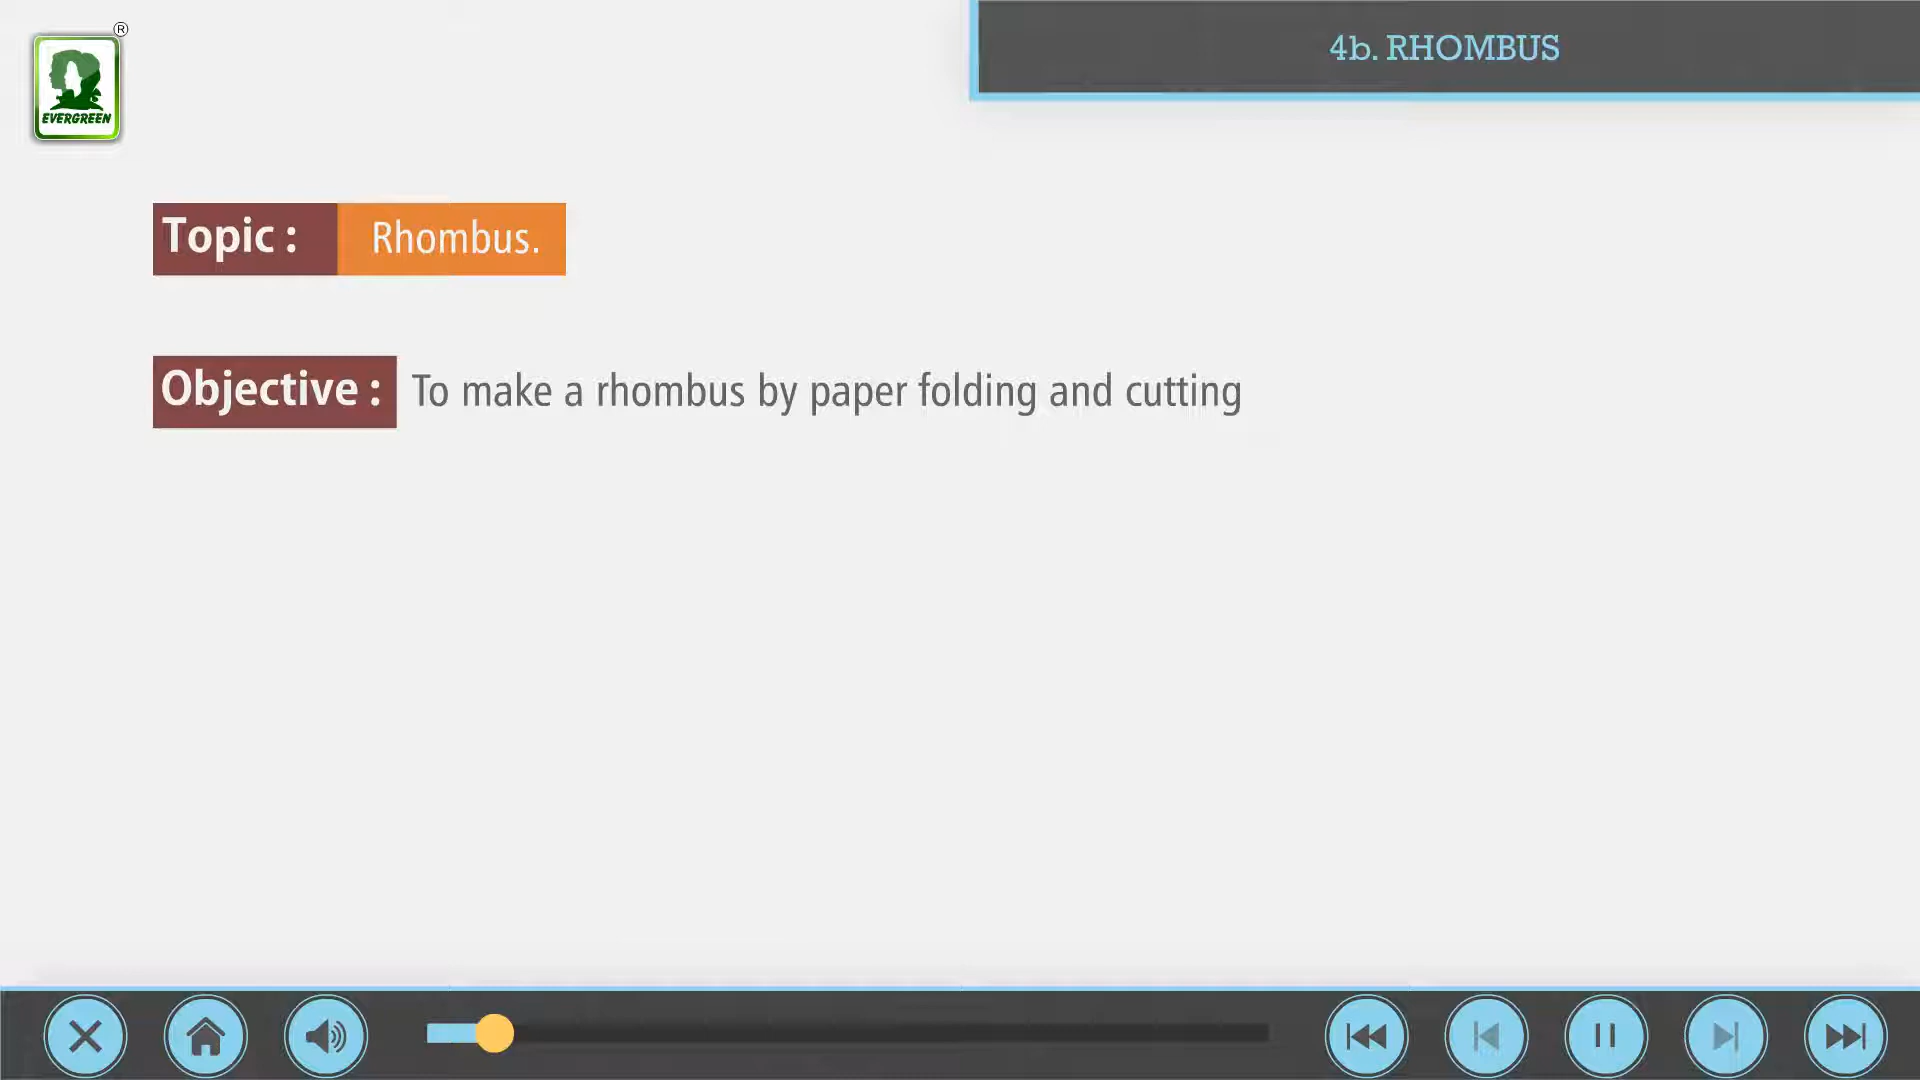 ®
EVERGREEN
4b. RHOMBUS
Topic : Rhombus.
Objective : To make a rhombus by paper folding and cutting